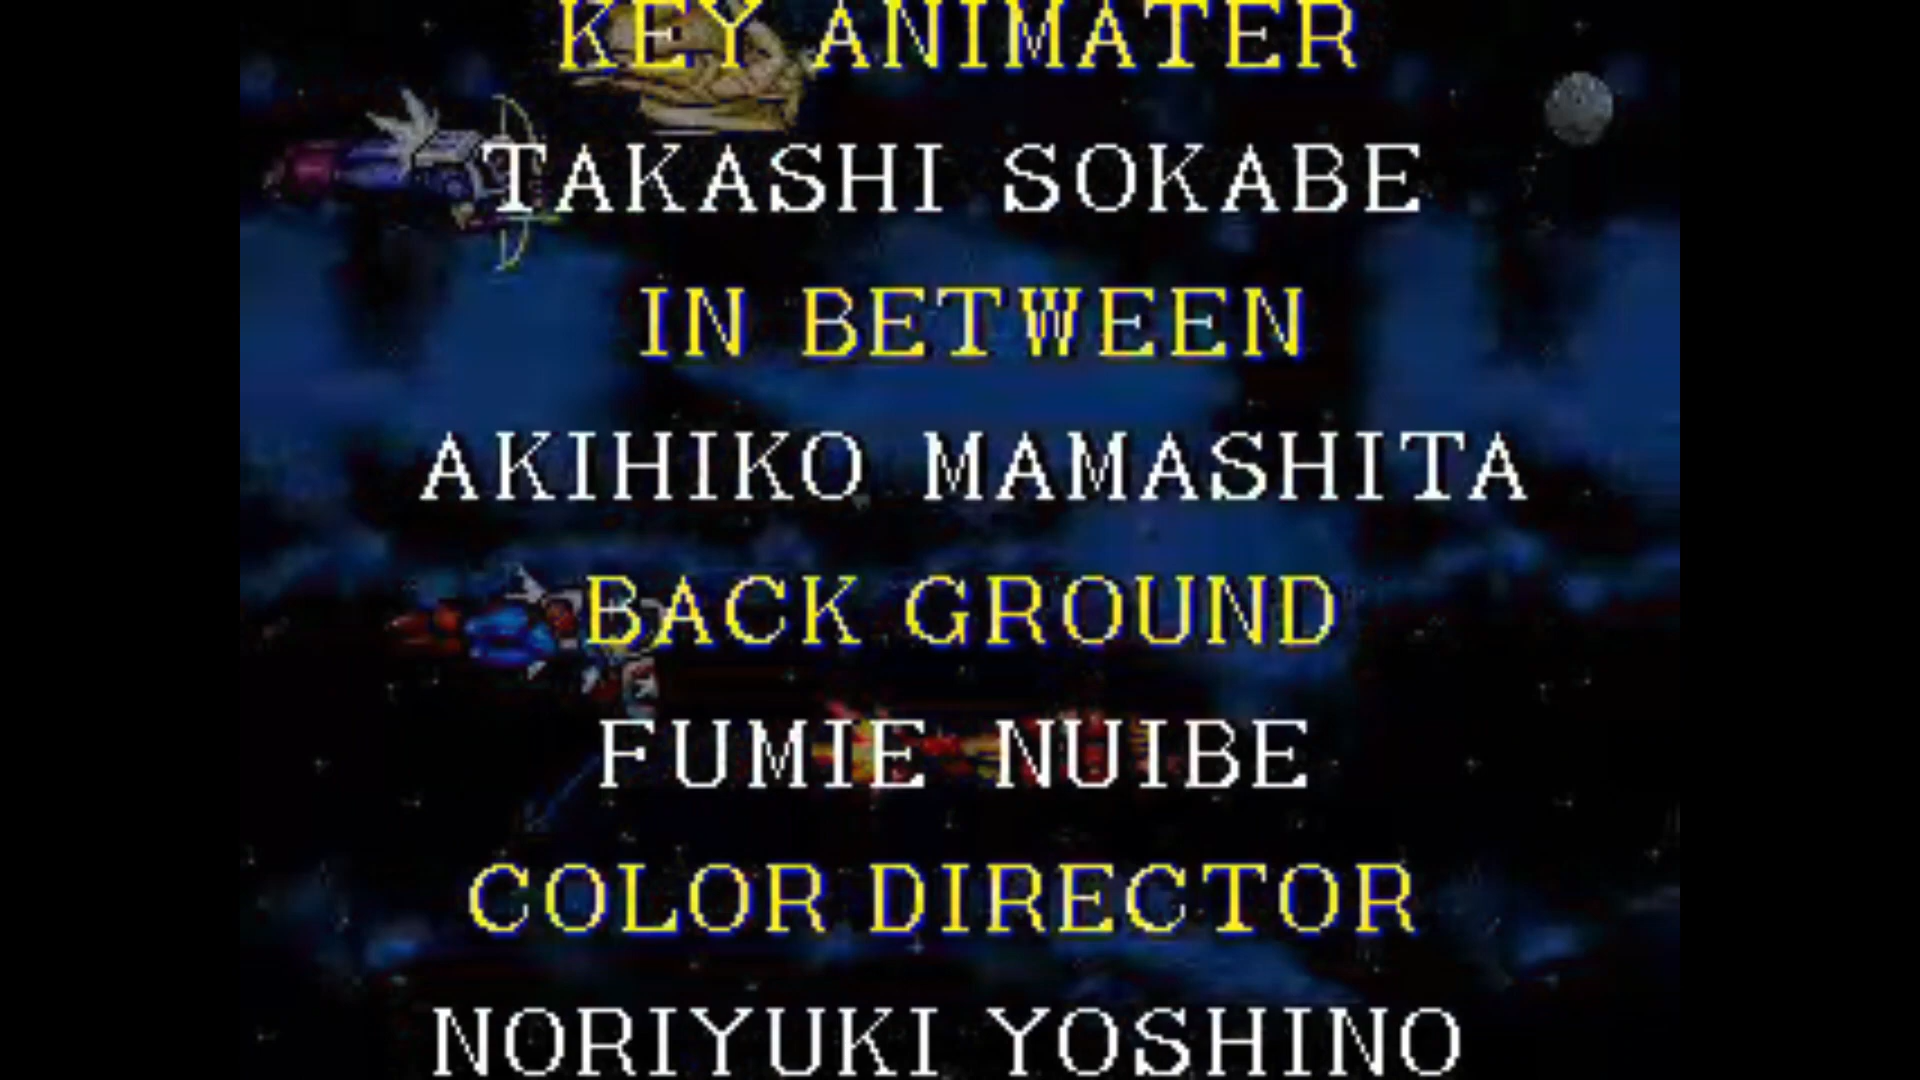 KEY ANIMATER
TAKASHI SOKABE
IN BETWEEN
AKIHIKO MAMASHITA
BACK GROUND
FUMIE NUIBE
COLOR DIRECTOR
NORIYUKI YOSHINO